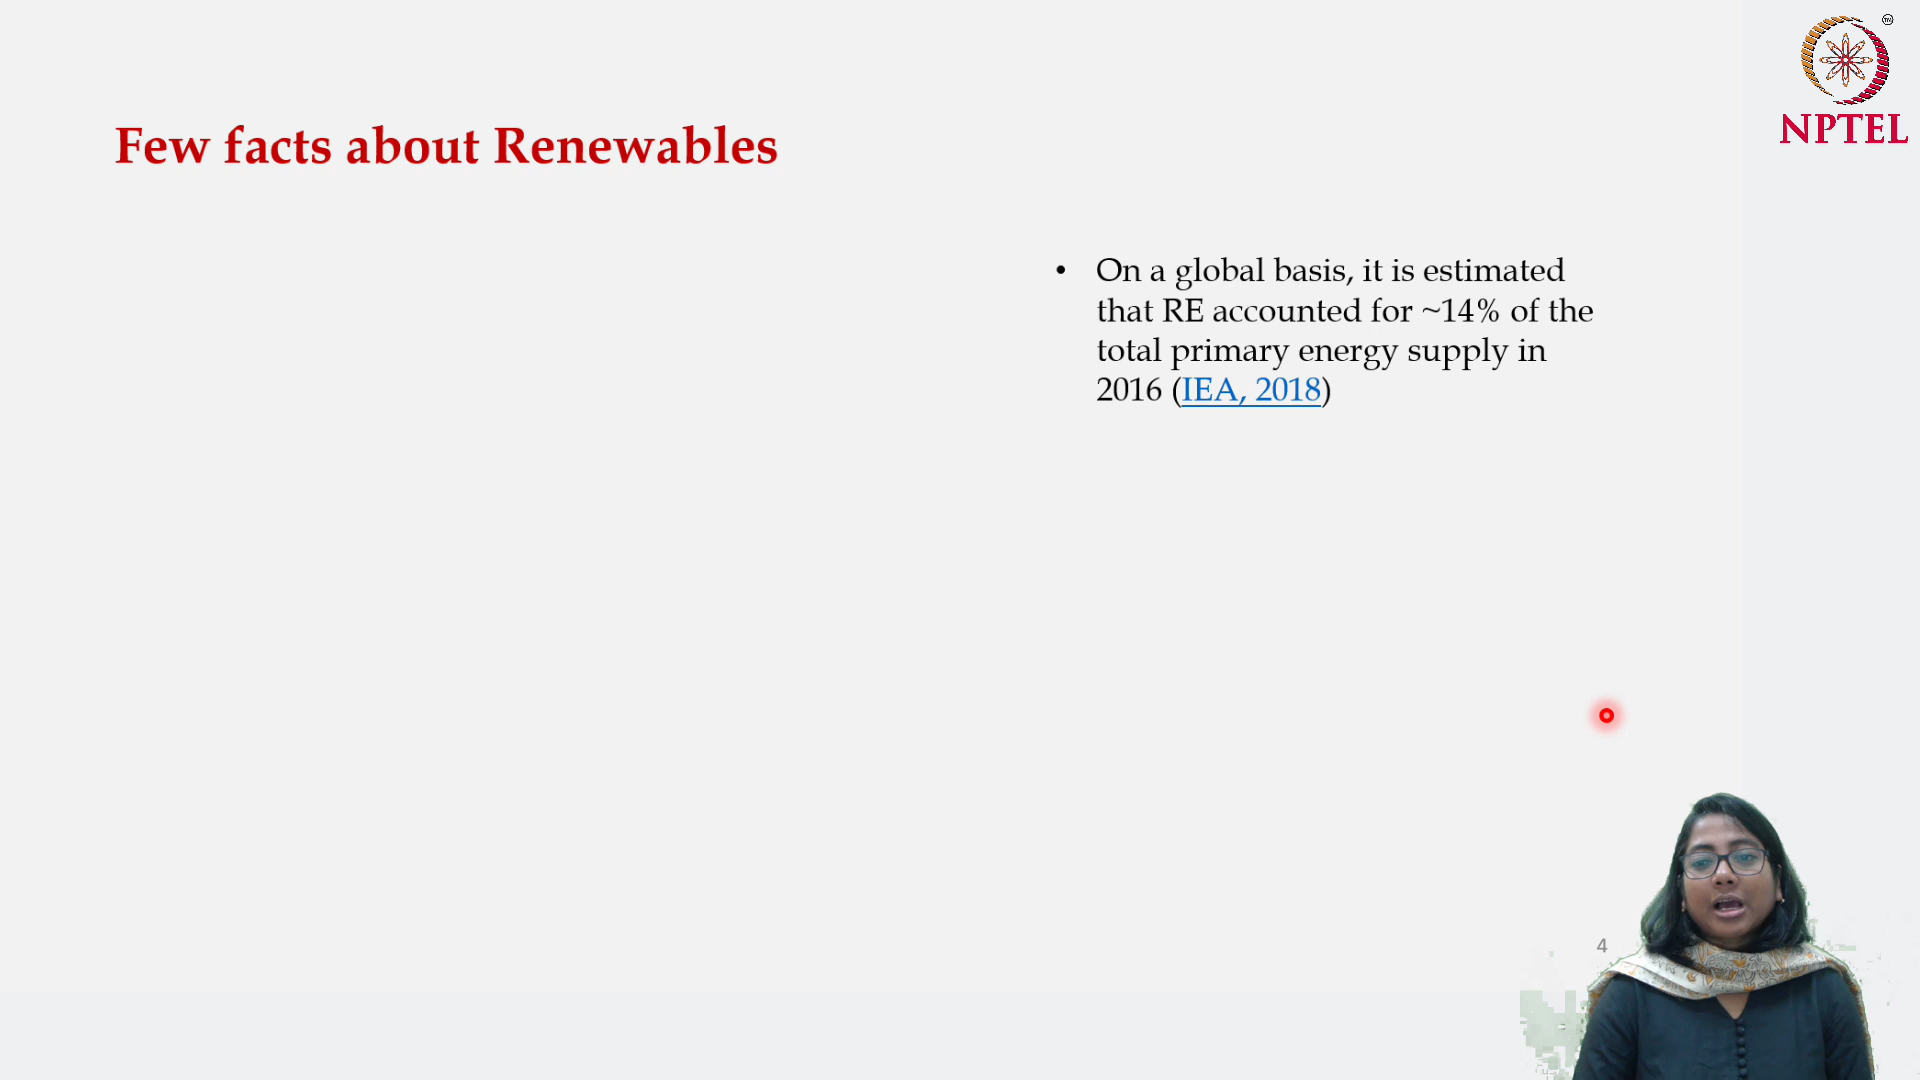 Few facts about Renewables
• On a global basis, it is estimated
that RE accounted for ~14% of the
total primary energy supply in
2016 (IEA, 2018)
4
NPTEL
TM